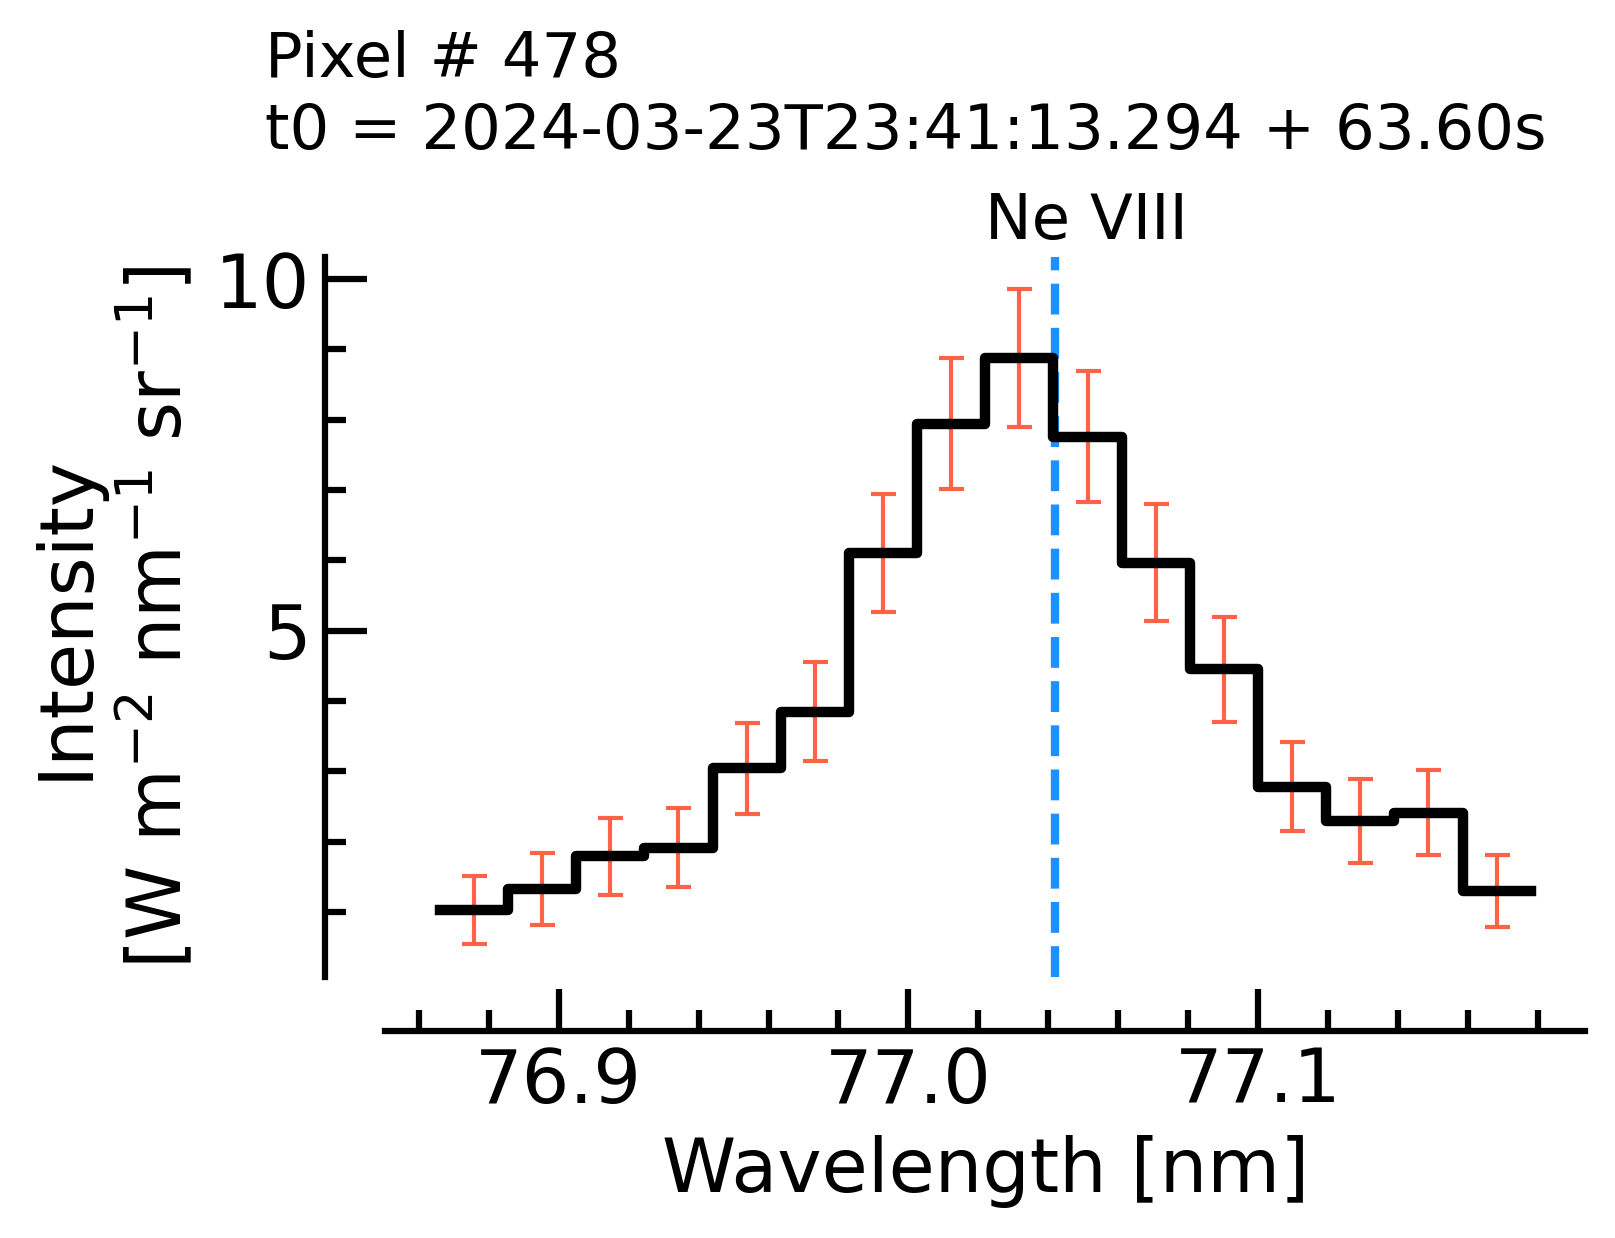 Pixel # 478
t0 = 2024-03-23T23:41:13.294 + 63.60s
Ne VIII
Intensity
[W m⁻² nm⁻¹ sr⁻¹]
10
5
76.9 77.0 77.1
Wavelength [nm]